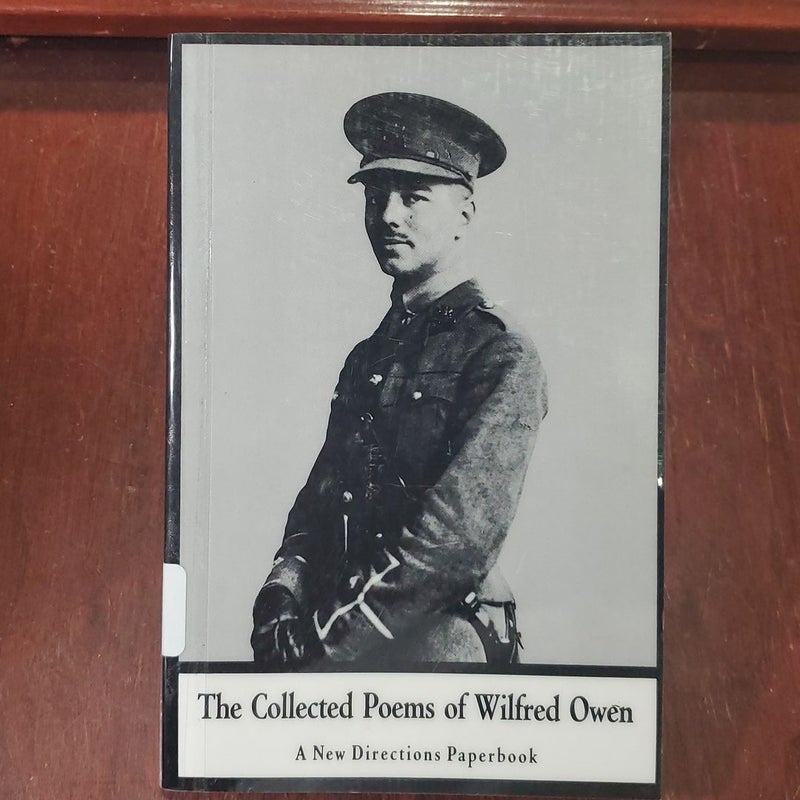 The Collected Poems of Wilfred Owen
A New Directions Paperbook